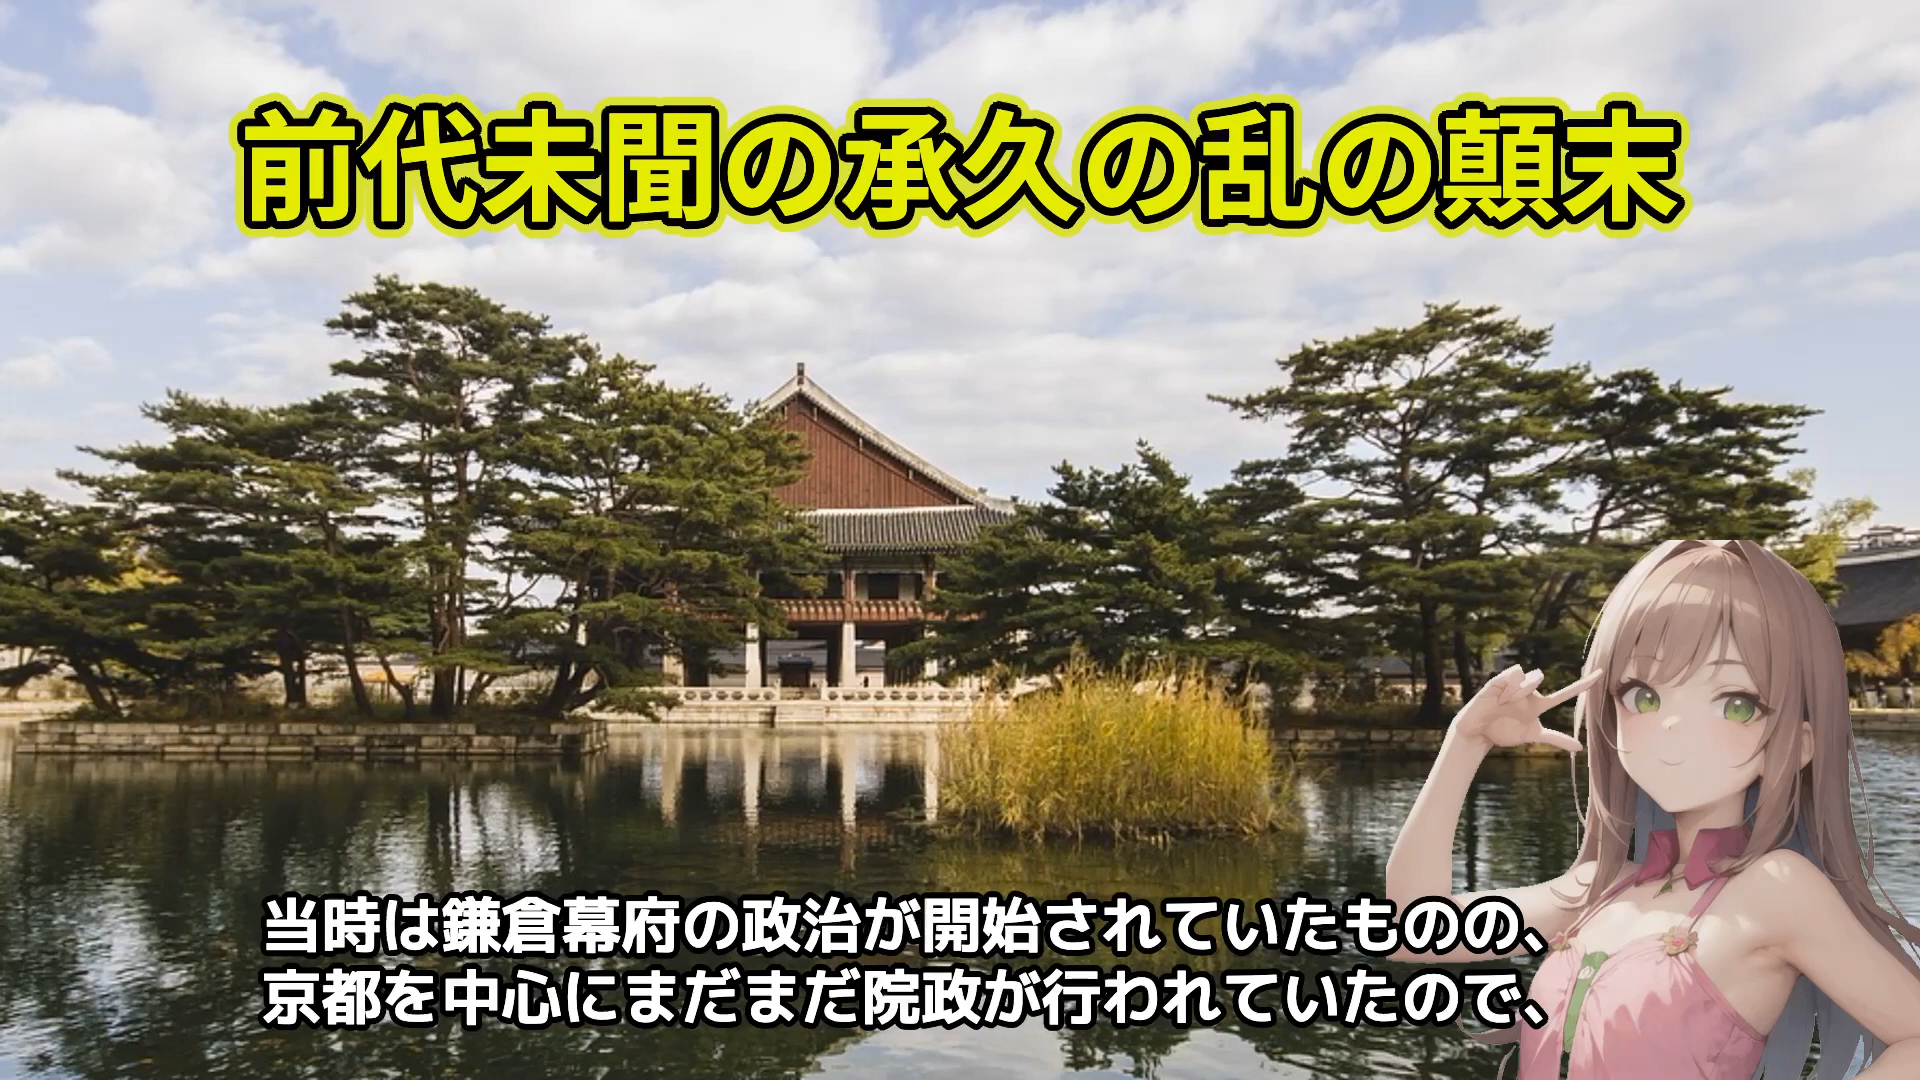 前代未聞の承久の乱の顛末
当時は鎌倉幕府の政治が開始されていたものの、
京都を中心にまだまだ院政が行われていたので、